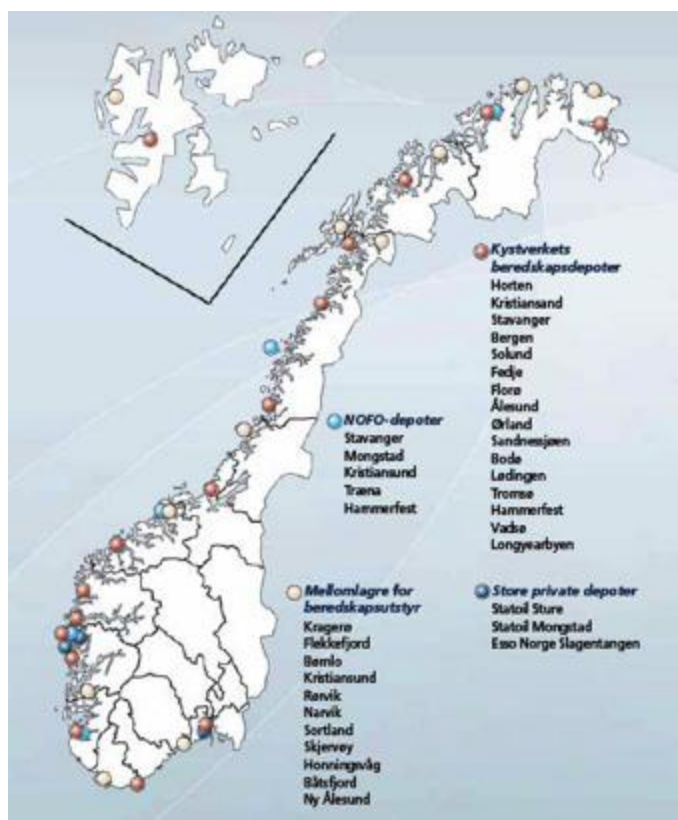 Kystverkets
beredskapsdepoter
Horten
Kristiansand
Stavanger
Bergen
Solund
Fedje
Florø
Ålesund
Ørland
Sandnessjøen
Bodø
Lødingen
Tromsø
Hammerfest
Vadsø
Longyearbyen
NOFO-depoter
Stavanger
Mongstad
Kristiansund
Træna
Hammerfest
Mellomlagre for
beredskapsutstyr
Kragerø
Flekkefjord
Bømlo
Kristiansund
Rørvik
Narvik
Sortland
Skjervøy
Honningsvåg
Båtsfjord
Ny Ålesund
Store private depoter
Statoil Sture
Statoil Mongstad
Esso Norge Slagentangen